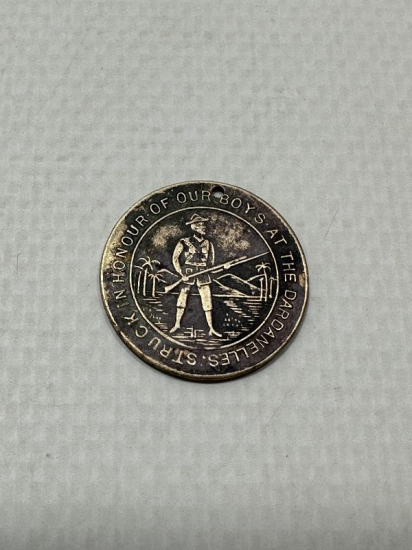 STRUCK IN HONOUR OF OUR BOYS AT THE DARDANELLES.